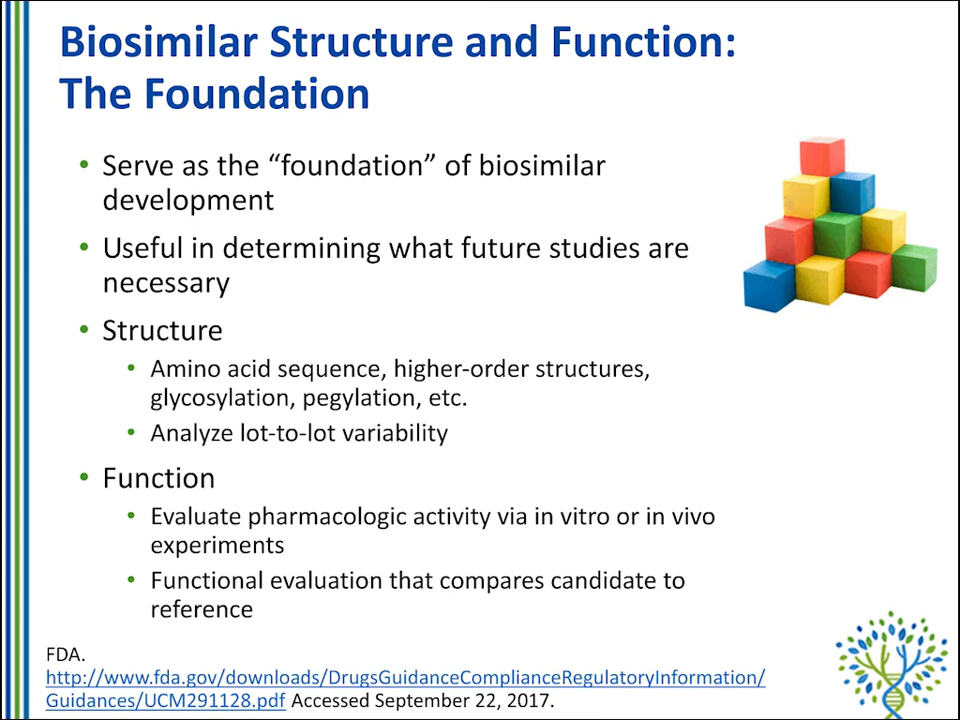 Biosimilar Structure and Function:
The Foundation
• Serve as the “foundation” of biosimilar
development
• Useful in determining what future studies are
necessary
• Structure
• Amino acid sequence, higher-order structures,
glycosylation, pegylation, etc.
• Analyze lot-to-lot variability
• Function
• Evaluate pharmacologic activity via in vitro or in vivo
experiments
• Functional evaluation that compares candidate to
reference
FDA.
http://www.fda.gov/downloads/DrugsGuidanceComplianceRegulatoryInformation/
Guidances/UCM291128.pdf Accessed September 22, 2017.